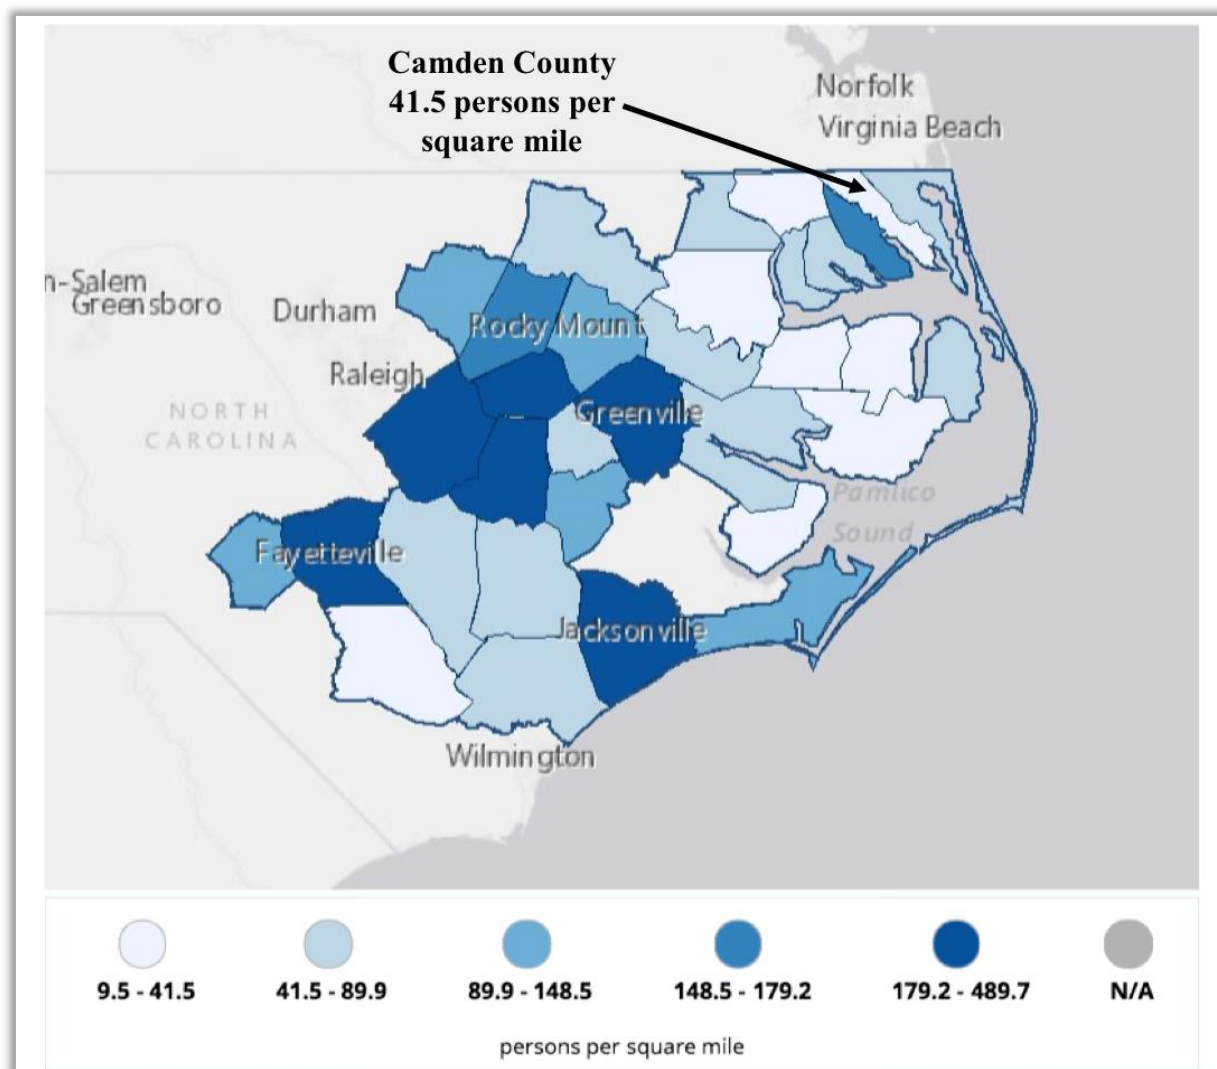 Camden County
41.5 persons per
square mile
Norfolk
Virginia Beach
n-Salem
Greensboro
Durham
Rocky Mount
Raleigh
NORTH
CAROLINA
Greenville
Pamlico
Sound
Fayetteville
Jacksonville
Wilmington
9.5 - 41.5
41.5 - 89.9
89.9 - 148.5
148.5 - 179.2
179.2 - 489.7
N/A
persons per square mile